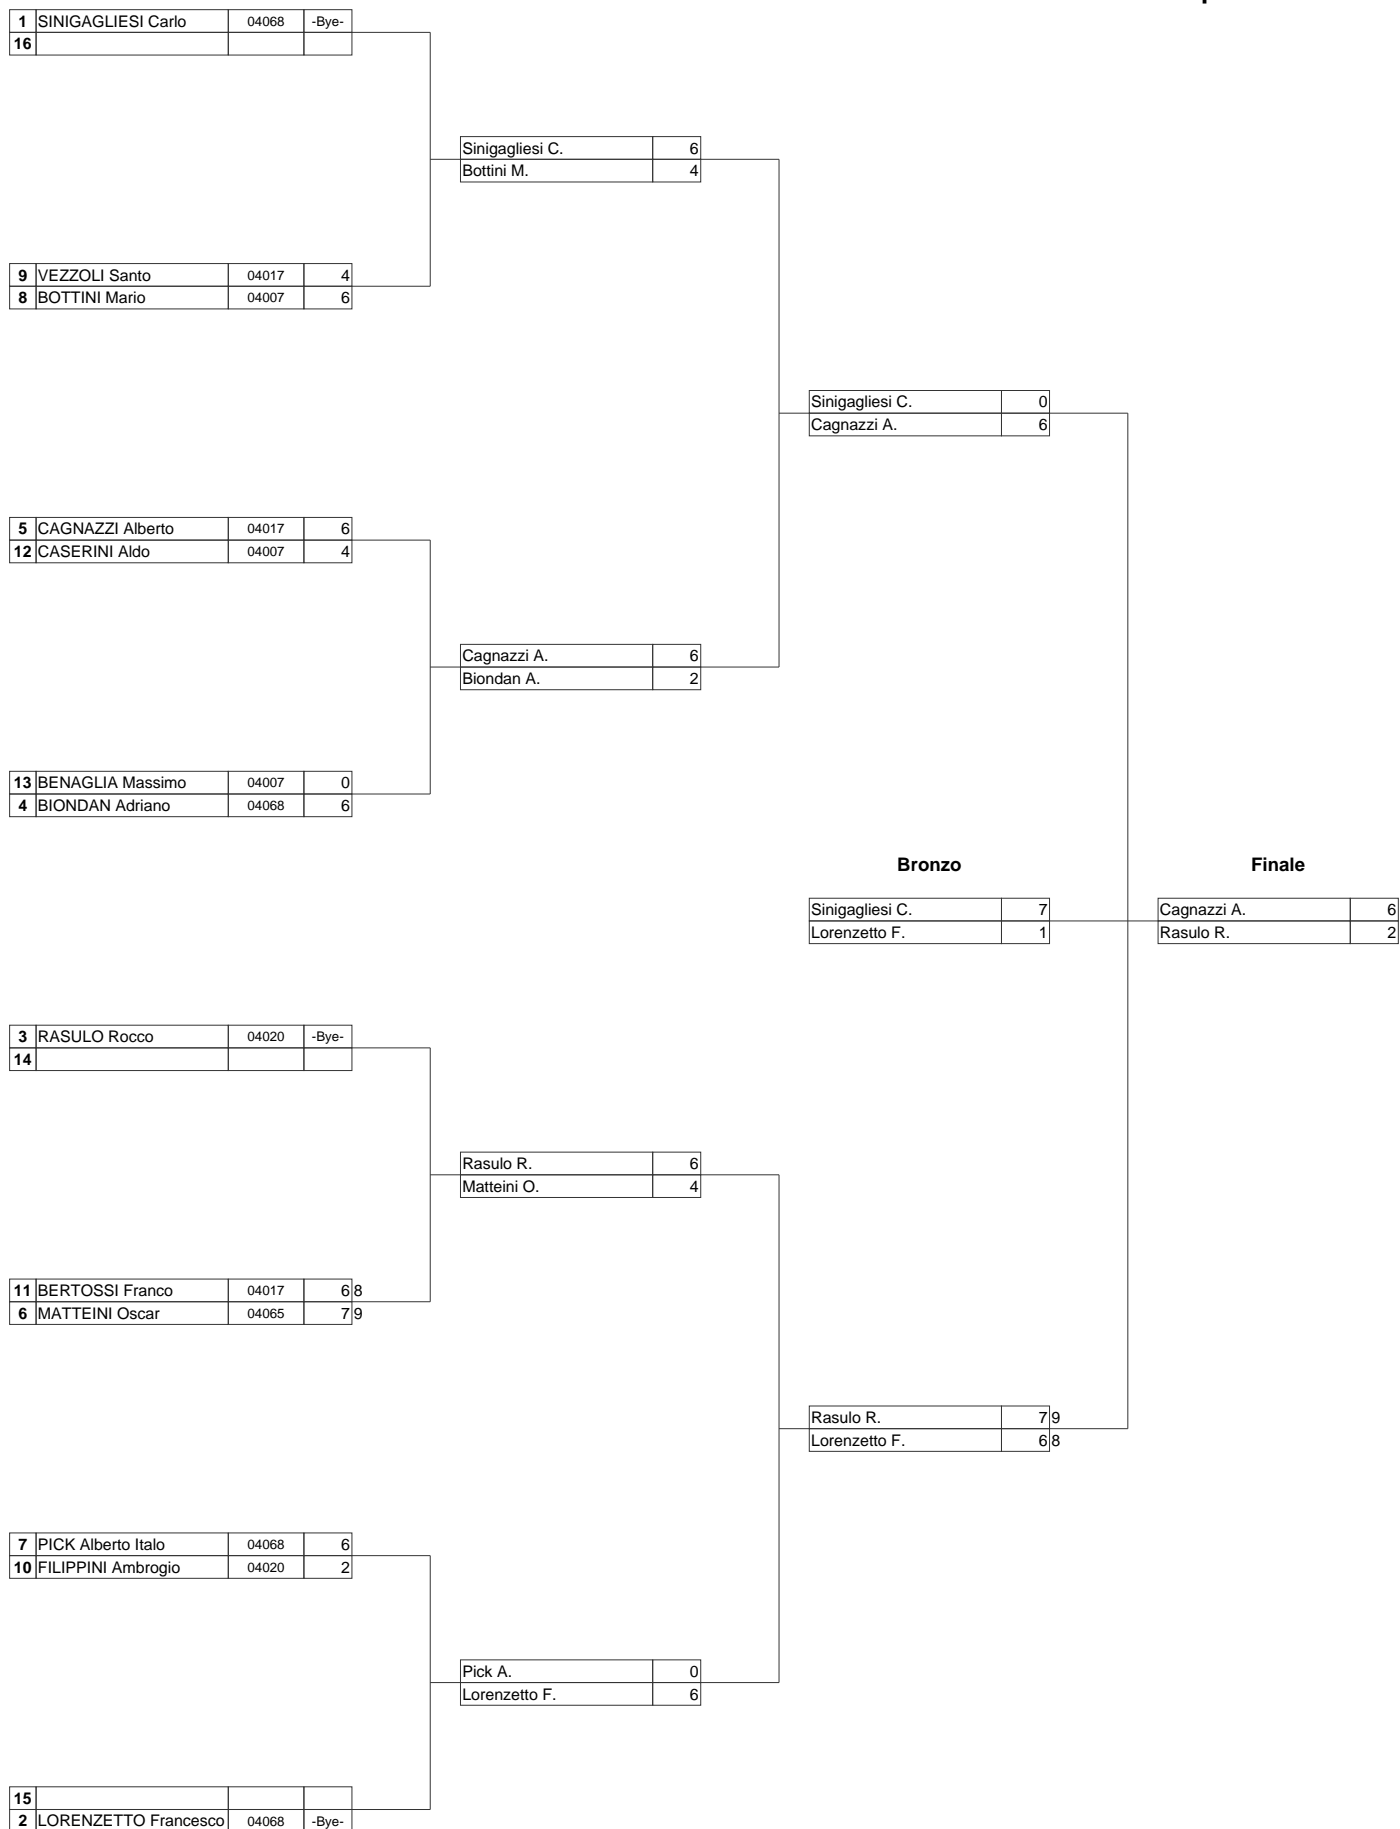 1 SINIGAGLIESI Carlo 04068 -Bye-
16
Sinigagliesi C. 6
Bottini M. 4
9 VEZZOLI Santo 04017 4
8 BOTTINI Mario 04007 6
Sinigagliesi C. 0
Cagnazzi A. 6
5 CAGNAZZI Alberto 04017 6
12 CASERINI Aldo 04007 4
Cagnazzi A. 6
Biondan A. 2
13 BENAGLIA Massimo 04007 0
4 BIONDAN Adriano 04068 6
Bronzo Finale
Sinigagliesi C. 7 Cagnazzi A. 6
Lorenzetto F. 1 Rasulo R. 2
3 RASULO Rocco 04020 -Bye-
14
Rasulo R. 6
Matteini O. 4
11 BERTOSSI Franco 04017 6 8
6 MATTEINI Oscar 04065 7 9
Rasulo R. 7 9
Lorenzetto F. 6 8
7 PICK Alberto Italo 04068 6
10 FILIPPINI Ambrogio 04020 2
Pick A. 0
Lorenzetto F. 6
15
2 LORENZETTO Francesco 04068 -Bye-